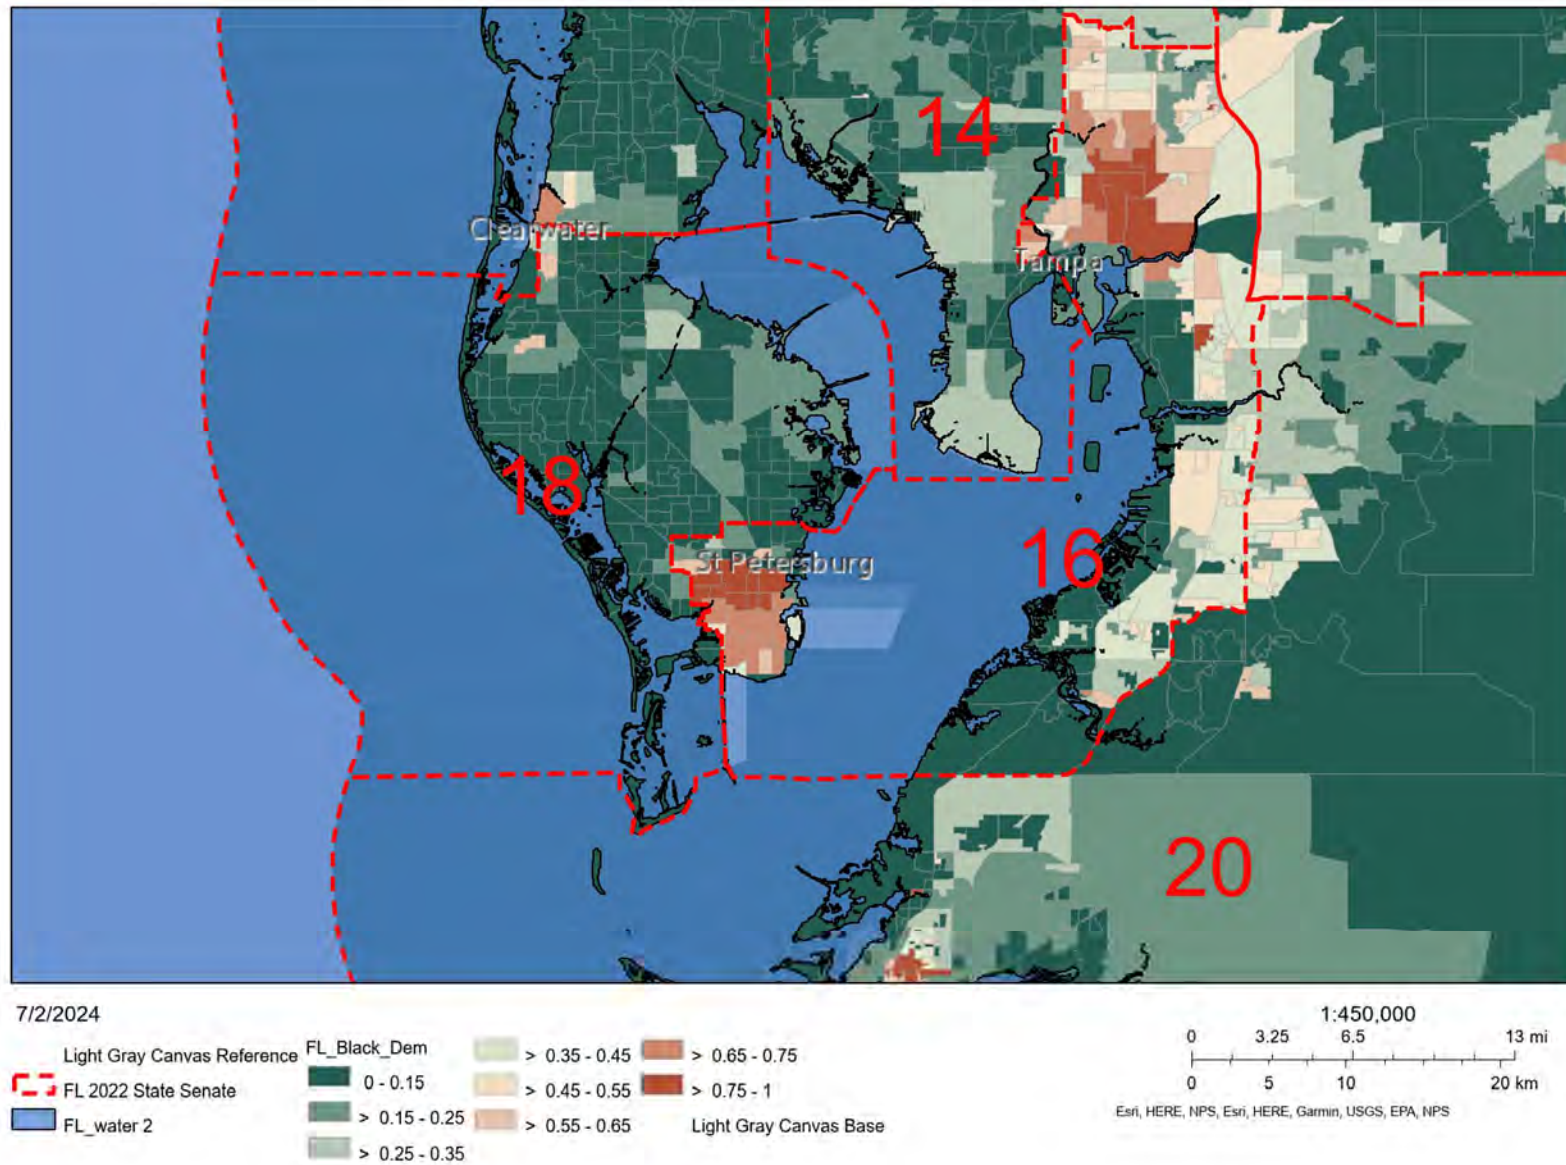 14
Clearwater
Tampa
18
St Petersburg
16
20
7/2/2024
Light Gray Canvas Reference
FL 2022 State Senate
FL_water 2
FL_Black_Dem
0 - 0.15
> 0.15 - 0.25
> 0.25 - 0.35
> 0.35 - 0.45
> 0.45 - 0.55
> 0.55 - 0.65
> 0.65 - 0.75
> 0.75 - 1
Light Gray Canvas Base
1:450,000
0 3.25 6.5 13 mi
0 5 10 20 km
Esri, HERE, NPS, Esri, HERE, Garmin, USGS, EPA, NPS